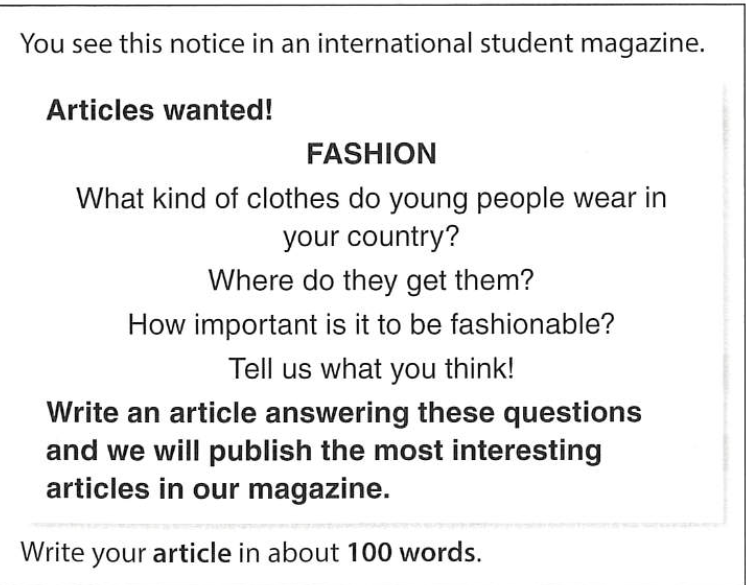 You see this notice in an international student magazine.
Articles wanted!
FASHION
What kind of clothes do young people wear in
your country?
Where do they get them?
How important is it to be fashionable?
Tell us what you think!
Write an article answering these questions
and we will publish the most interesting
articles in our magazine.
Write your article in about 100 words.